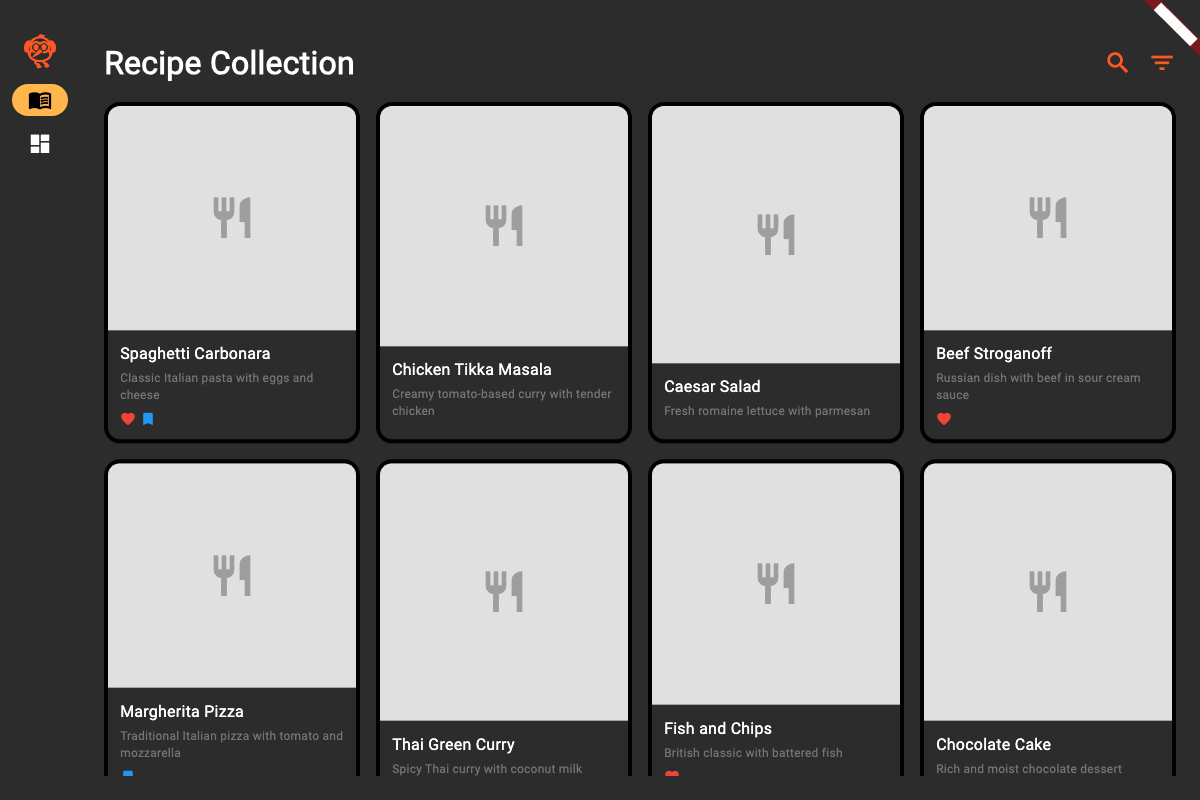 Recipe Collection
Spaghetti Carbonara
Classic Italian pasta with eggs and
cheese
Chicken Tikka Masala
Creamy tomato-based curry with tender
chicken
Caesar Salad
Fresh romaine lettuce with parmesan
Beef Stroganoff
Russian dish with beef in sour cream
sauce
Margherita Pizza
Traditional Italian pizza with tomato and
mozzarella
Thai Green Curry
Spicy Thai curry with coconut milk
Fish and Chips
British classic with battered fish
Chocolate Cake
Rich and moist chocolate dessert